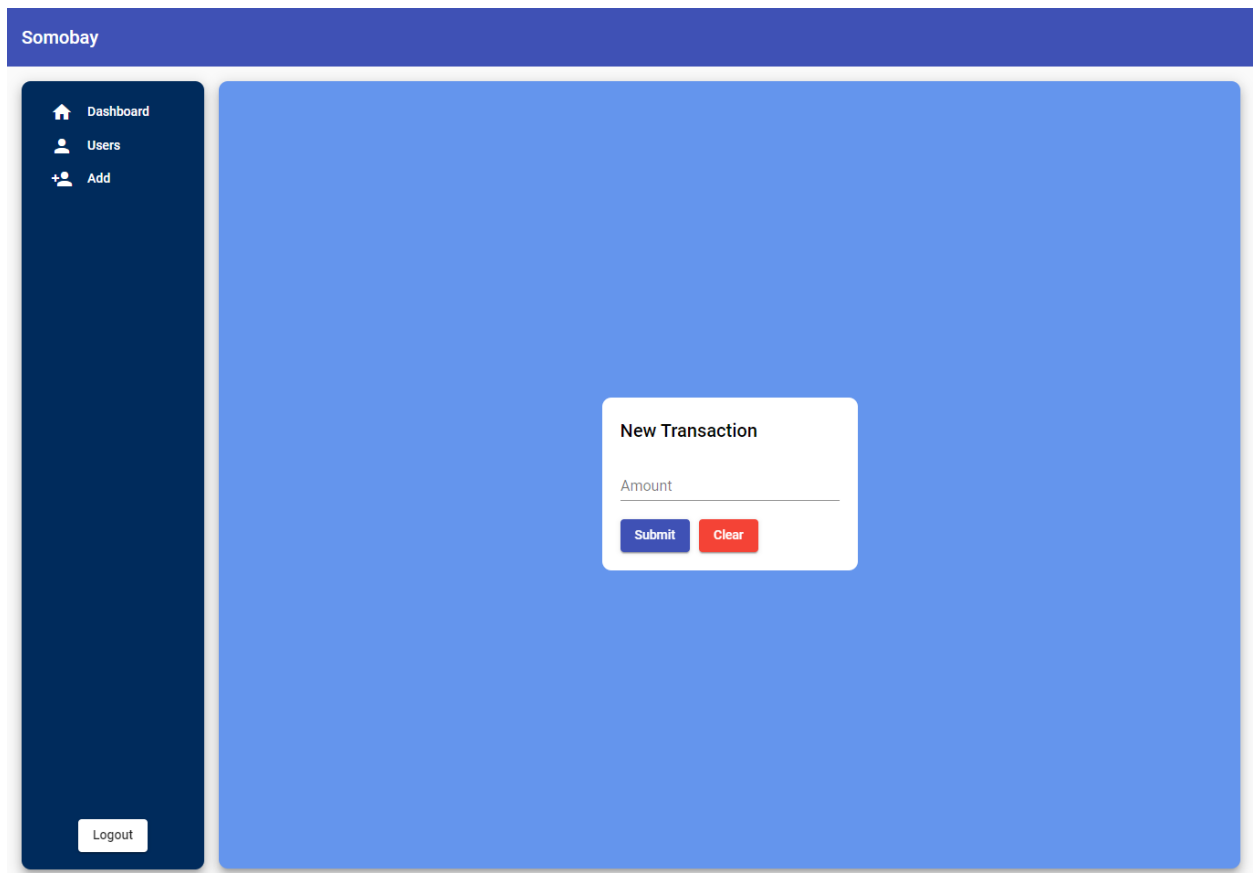 Somobay
Dashboard
Users
Add
New Transaction
Amount
Submit Clear
Logout